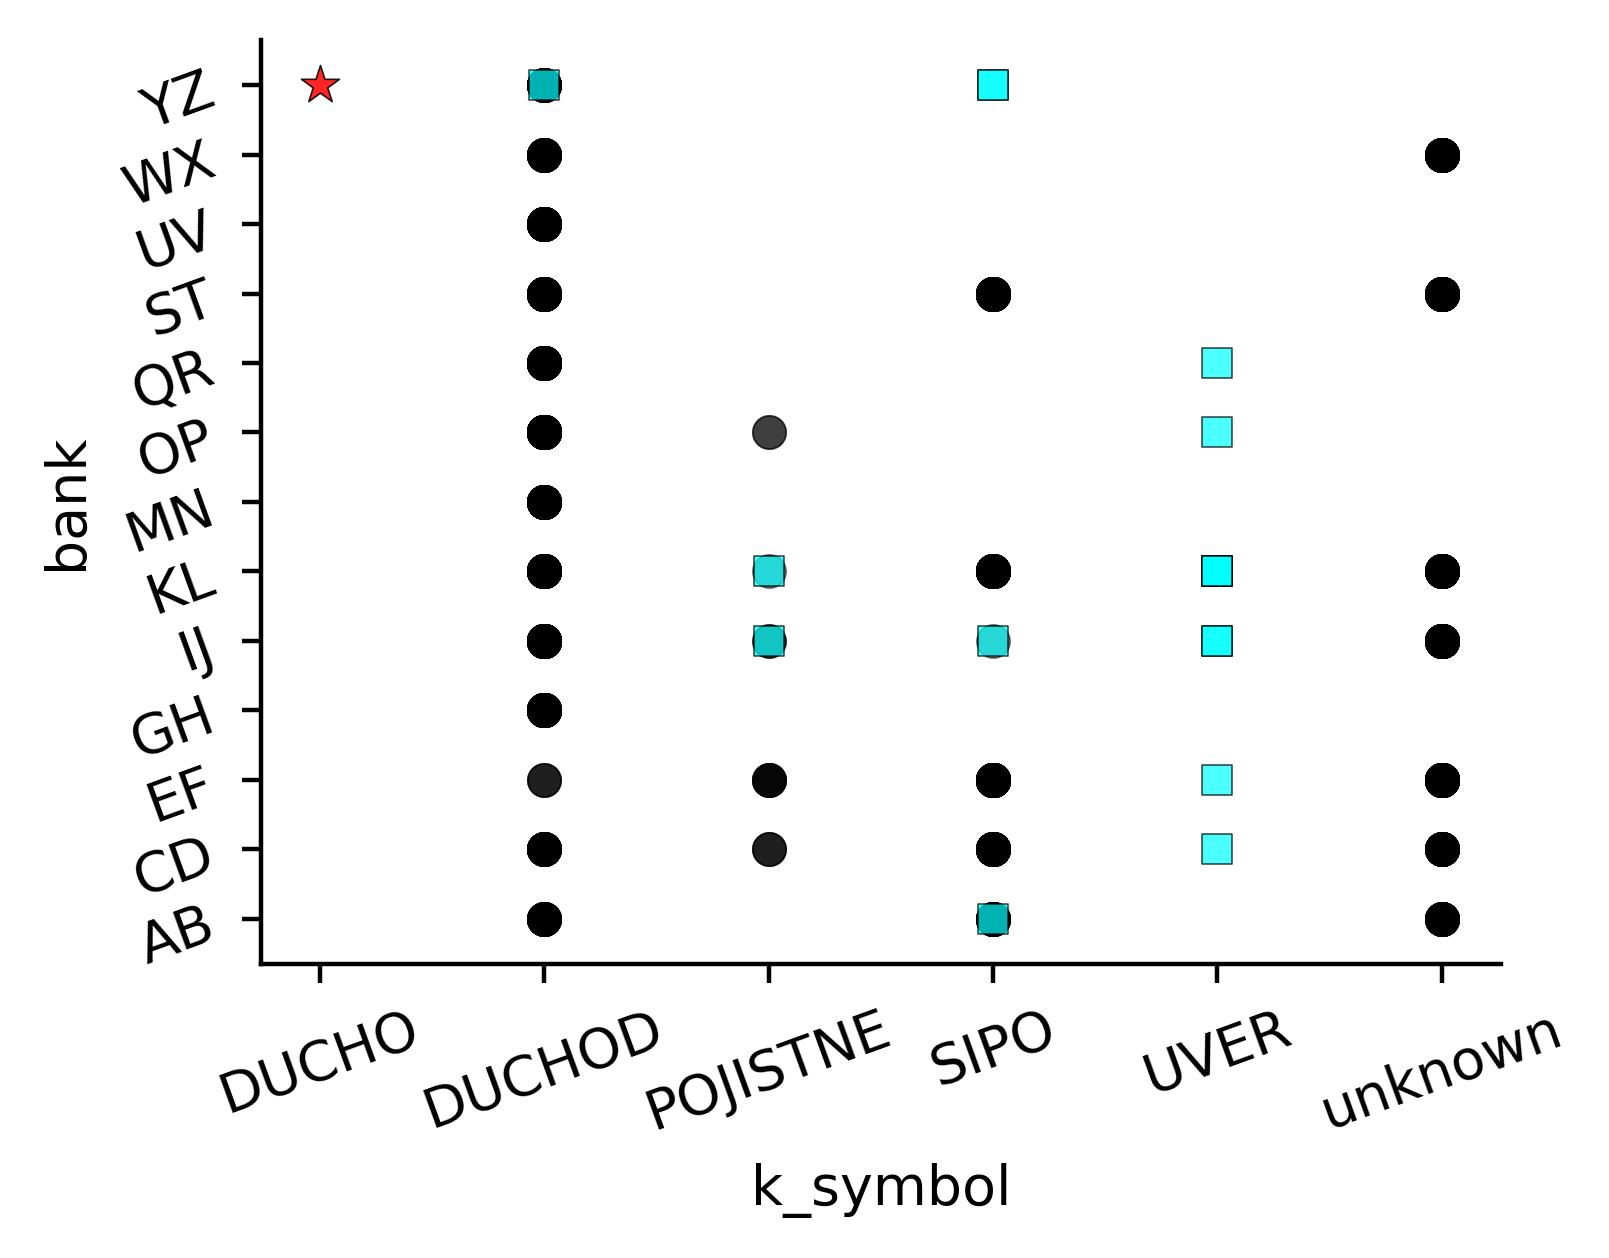 YZ
WX
UV
ST
QR
OP
MN
KL
IJ
GH
EF
CD
AB
bank
DUCHO
DUCHOD
POJISTNE
SIPO
UVER
unknown
k_symbol